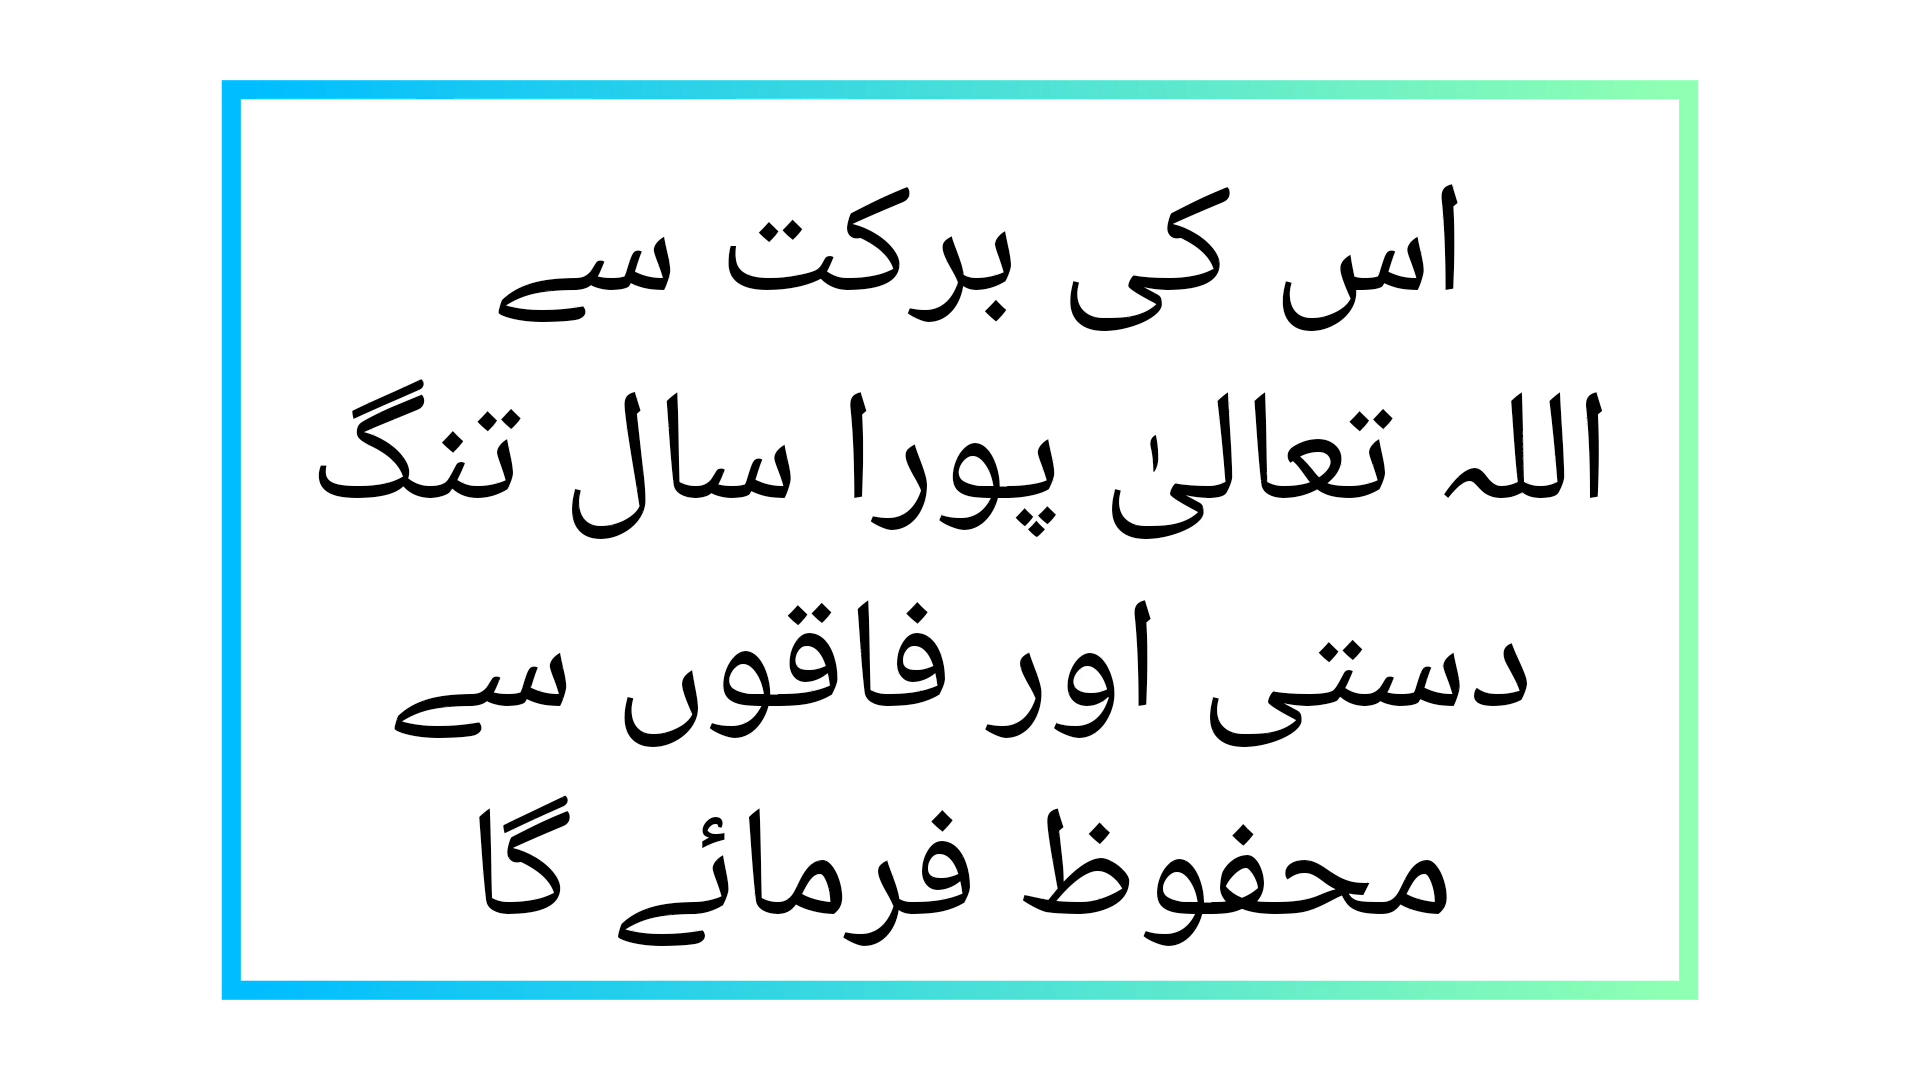 اس کی برکت سے
اللہ تعالیٰ پورا سال تنگ
دستی اور فاقوں سے
محفوظ فرمائے گا